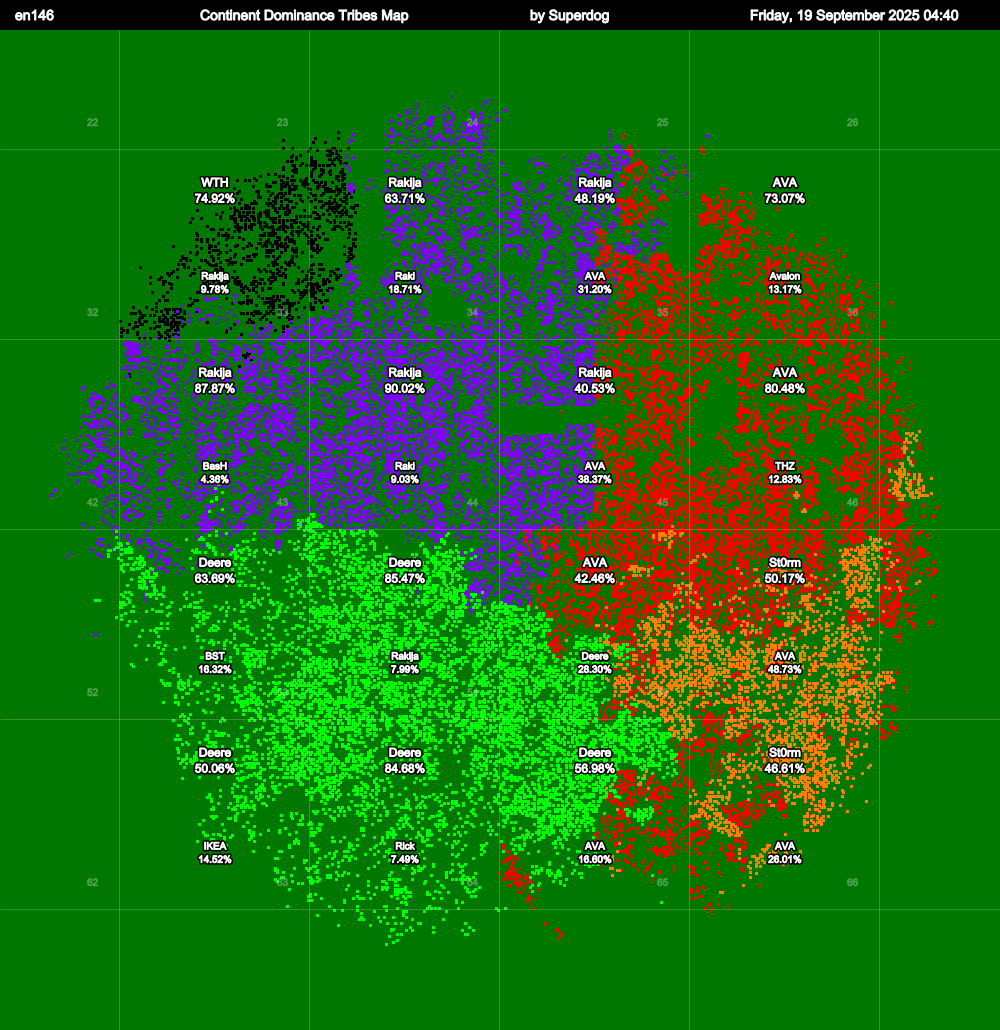 en146 Continent Dominance Tribes Map by Superdog Friday, 19 September 2025 04:40
22 23 24 25 26
WTH Rakija Rakija AVA
74.92% 63.71% 48.19% 73.07%
Rakija Raki AVA Avalon
9.78% 18.71% 31.20% 13.17%
32 33 34 35 36
Rakija Rakija Rakija AVA
87.87% 90.02% 40.53% 80.48%
BasH Raki AVA THZ
4.36% 9.03% 38.37% 12.83%
42 43 44 45 46
Deere Deere AVA St0rm
63.69% 85.47% 42.46% 50.17%
BST Rakija Deere AVA
16.32% 7.99% 28.30% 48.73%
52
Deere Deere Deere St0rm
50.06% 84.68% 56.98% 46.61%
IKEA Rick AVA AVA
14.52% 7.49% 16.60% 26.01%
62 63 64 65 66